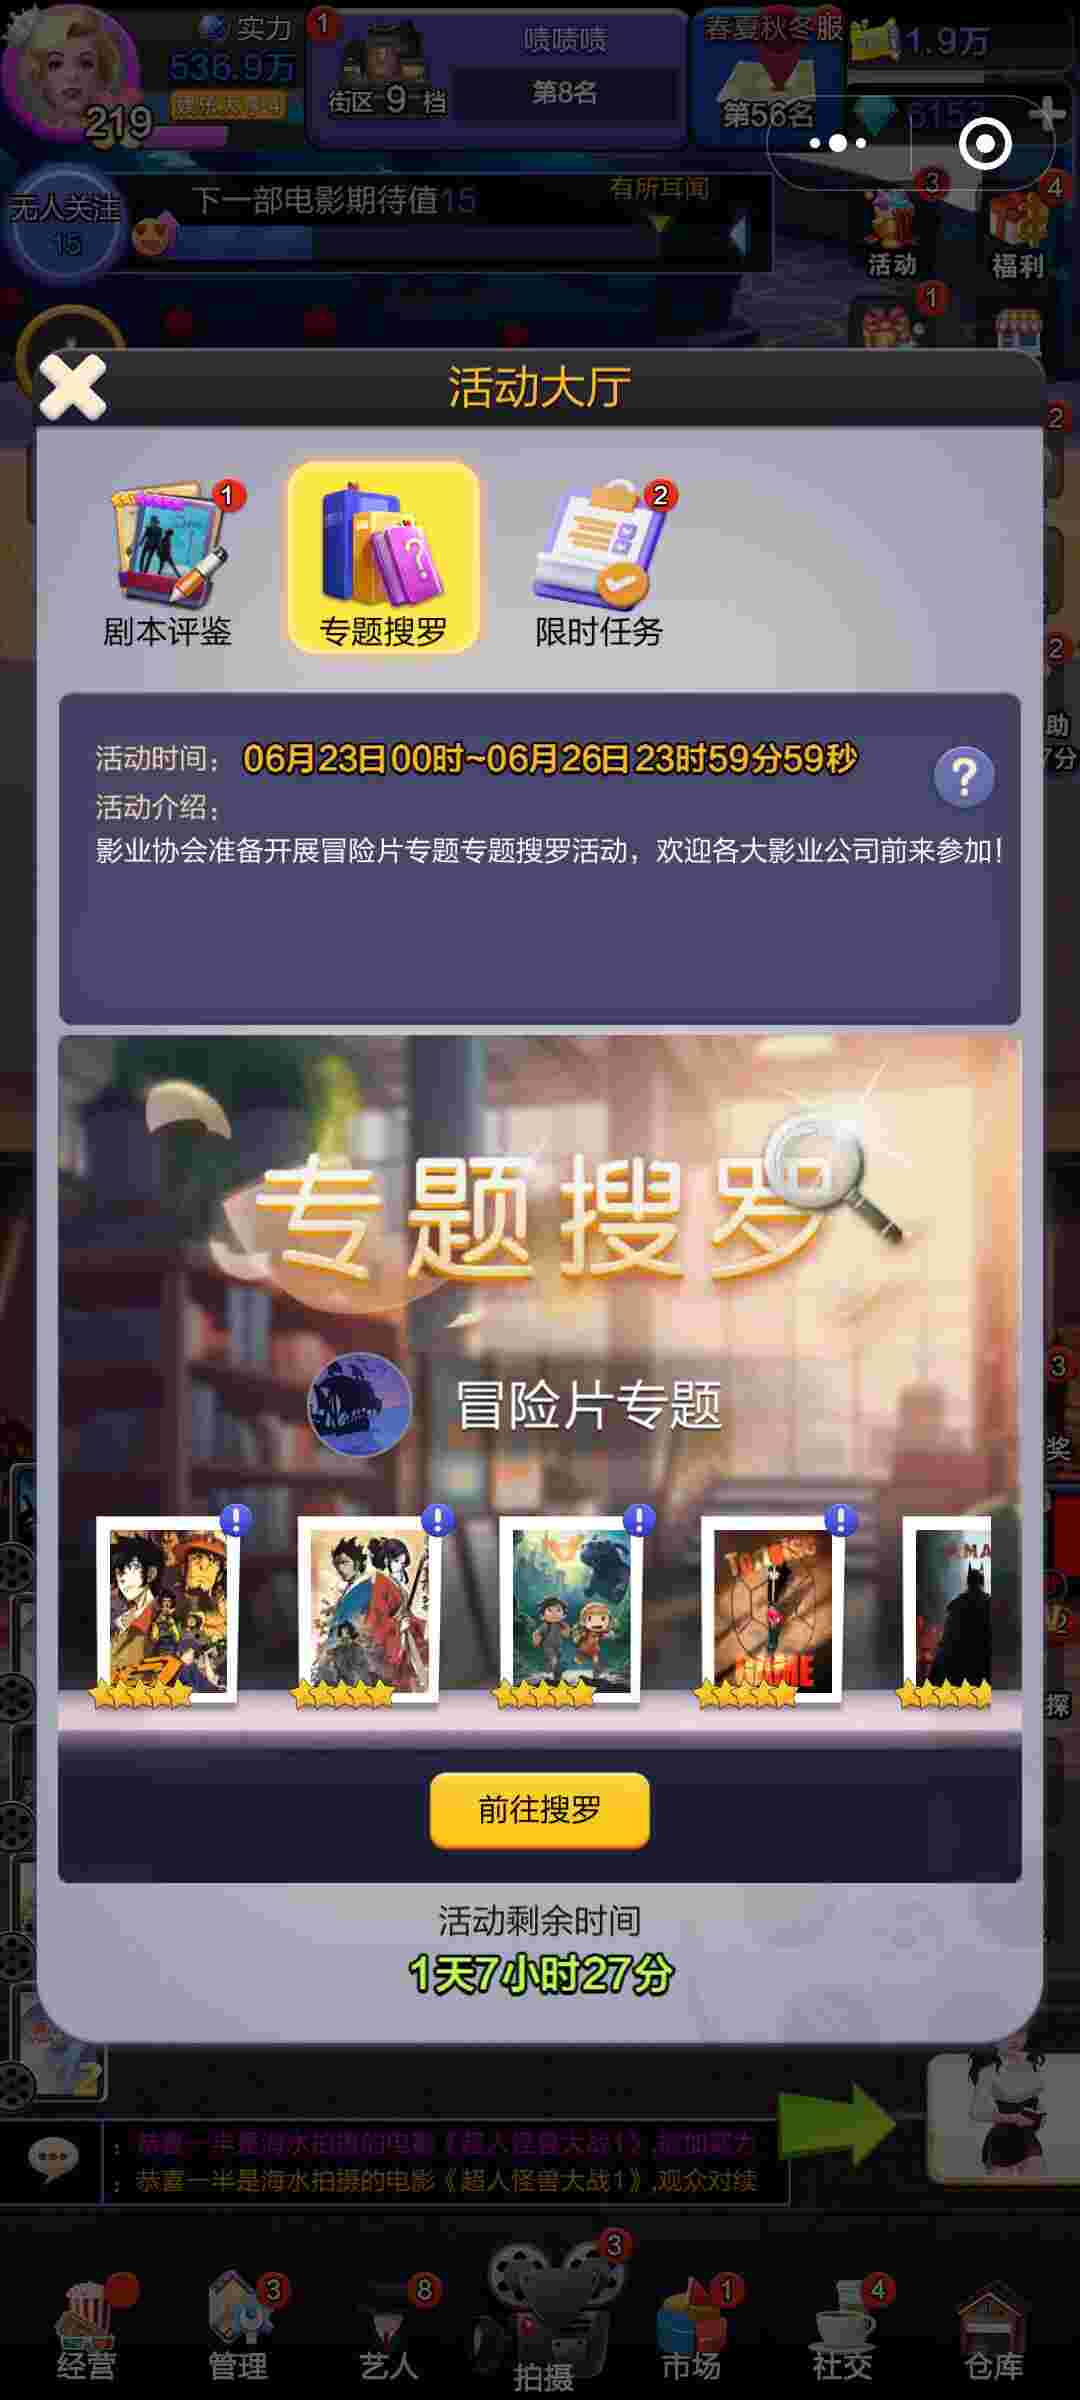 实力
536.9万
219
1
街区 9 档
啧啧啧
第8名
春夏秋冬服
第56名
1.9万
6152
无人关注
15
下一部电影期待值15
有所耳闻
3
活动
4
福利
1
活动大厅
2
1
剧本评鉴
专题搜罗
2
限时任务
2
助
7分
活动时间：06月23日00时~06月26日23时59分59秒
活动介绍：
影业协会准备开展冒险片专题专题搜罗活动，欢迎各大影业公司前来参加！
专题搜罗
冒险片专题
3
奖
探
前往搜罗
活动剩余时间
1天7小时27分
：恭喜一半是海水拍摄的电影《超人怪兽大战1》,
：恭喜一半是海水拍摄的电影《超人怪兽大战1》,观众对续
经营
3
管理
8
艺人
3
拍摄
1
市场
4
社交
仓库